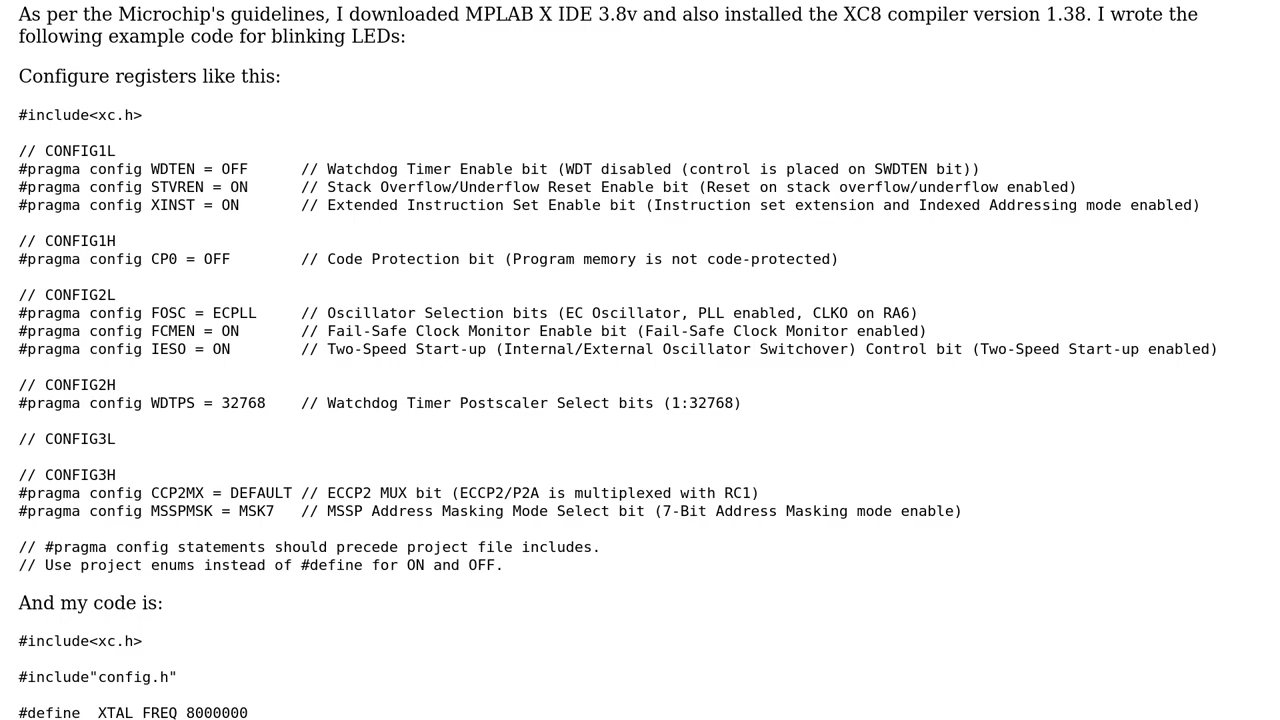 As per the Microchip's guidelines, I downloaded MPLAB X IDE 3.8v and also installed the XC8 compiler version 1.38. I wrote the
following example code for blinking LEDs:
Configure registers like this:
#include<xc.h>
// CONFIG1L
#pragma config WDTEN = OFF      // Watchdog Timer Enable bit (WDT disabled (control is placed on SWDTEN bit))
#pragma config STVREN = ON      // Stack Overflow/Underflow Reset Enable bit (Reset on stack overflow/underflow enabled)
#pragma config XINST = ON       // Extended Instruction Set Enable bit (Instruction set extension and Indexed Addressing mode enabled)
// CONFIG1H
#pragma config CP0 = OFF        // Code Protection bit (Program memory is not code-protected)
// CONFIG2L
#pragma config FOSC = ECPLL     // Oscillator Selection bits (EC Oscillator, PLL enabled, CLKO on RA6)
#pragma config FCMEN = ON       // Fail-Safe Clock Monitor Enable bit (Fail-Safe Clock Monitor enabled)
#pragma config IESO = ON        // Two-Speed Start-up (Internal/External Oscillator Switchover) Control bit (Two-Speed Start-up enabled)
// CONFIG2H
#pragma config WDTPS = 32768    // Watchdog Timer Postscaler Select bits (1:32768)
// CONFIG3L
// CONFIG3H
#pragma config CCP2MX = DEFAULT // ECCP2 MUX bit (ECCP2/P2A is multiplexed with RC1)
#pragma config MSSPMSK = MSK7   // MSSP Address Masking Mode Select bit (7-Bit Address Masking mode enable)
// #pragma config statements should precede project file includes.
// Use project enums instead of #define for ON and OFF.
And my code is:
#include<xc.h>
#include"config.h"
#define  XTAL FREQ 8000000